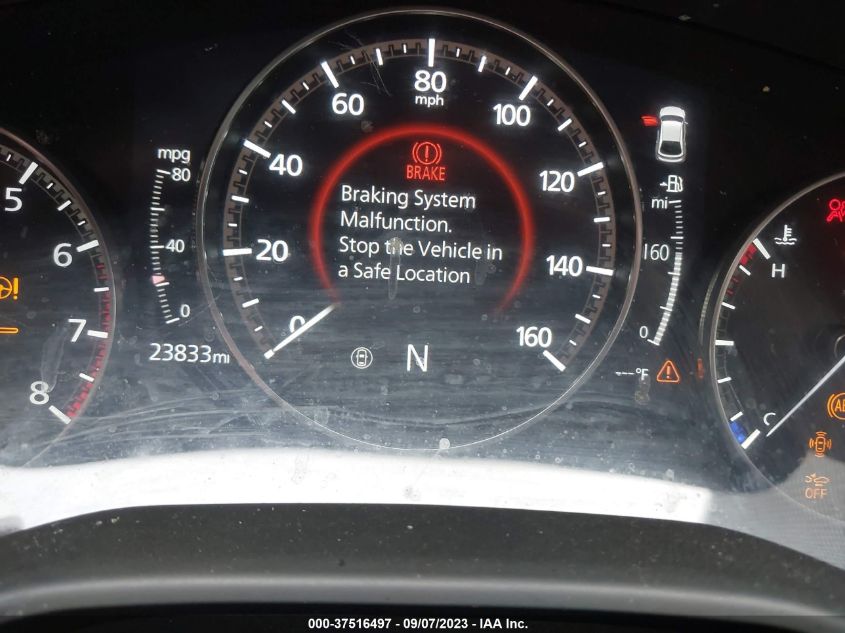 80
mph
60
100
mpg
80
BRAKE
40
120
5
Braking System
Malfunction.
mi
6
40
20
Stop the Vehicle in
160
140
H
a Safe Location
0
7
0
160
0
23833mi
N
---°F
8
C
OFF
000-37516497 - 09/07/2023 - IAA Inc.